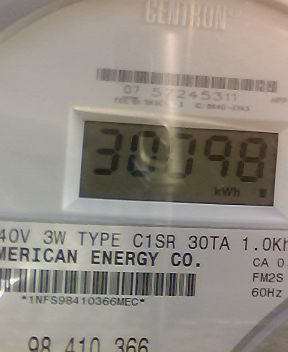 CENTRON
07 57245311
30098
kWh
40V 3W TYPE C1SR 30TA 1.0Kh
MERICAN ENERGY CO.
CA 0.
FM2S
60Hz
*1NFS98410366MEC*
98 410 366